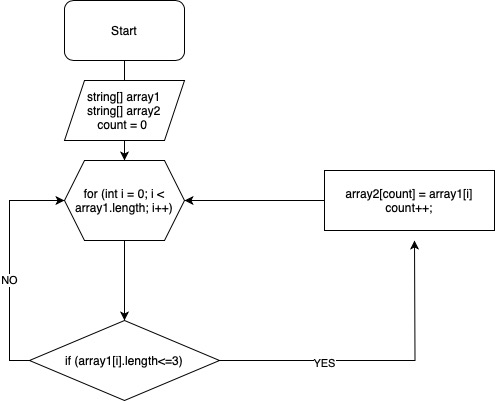 Start
string[] array1
string[] array2
count = 0
for (int i = 0; i <
array1.length; i++)
array2[count] = array1[i]
count++;
NO
if (array1[i].length<=3)
YES